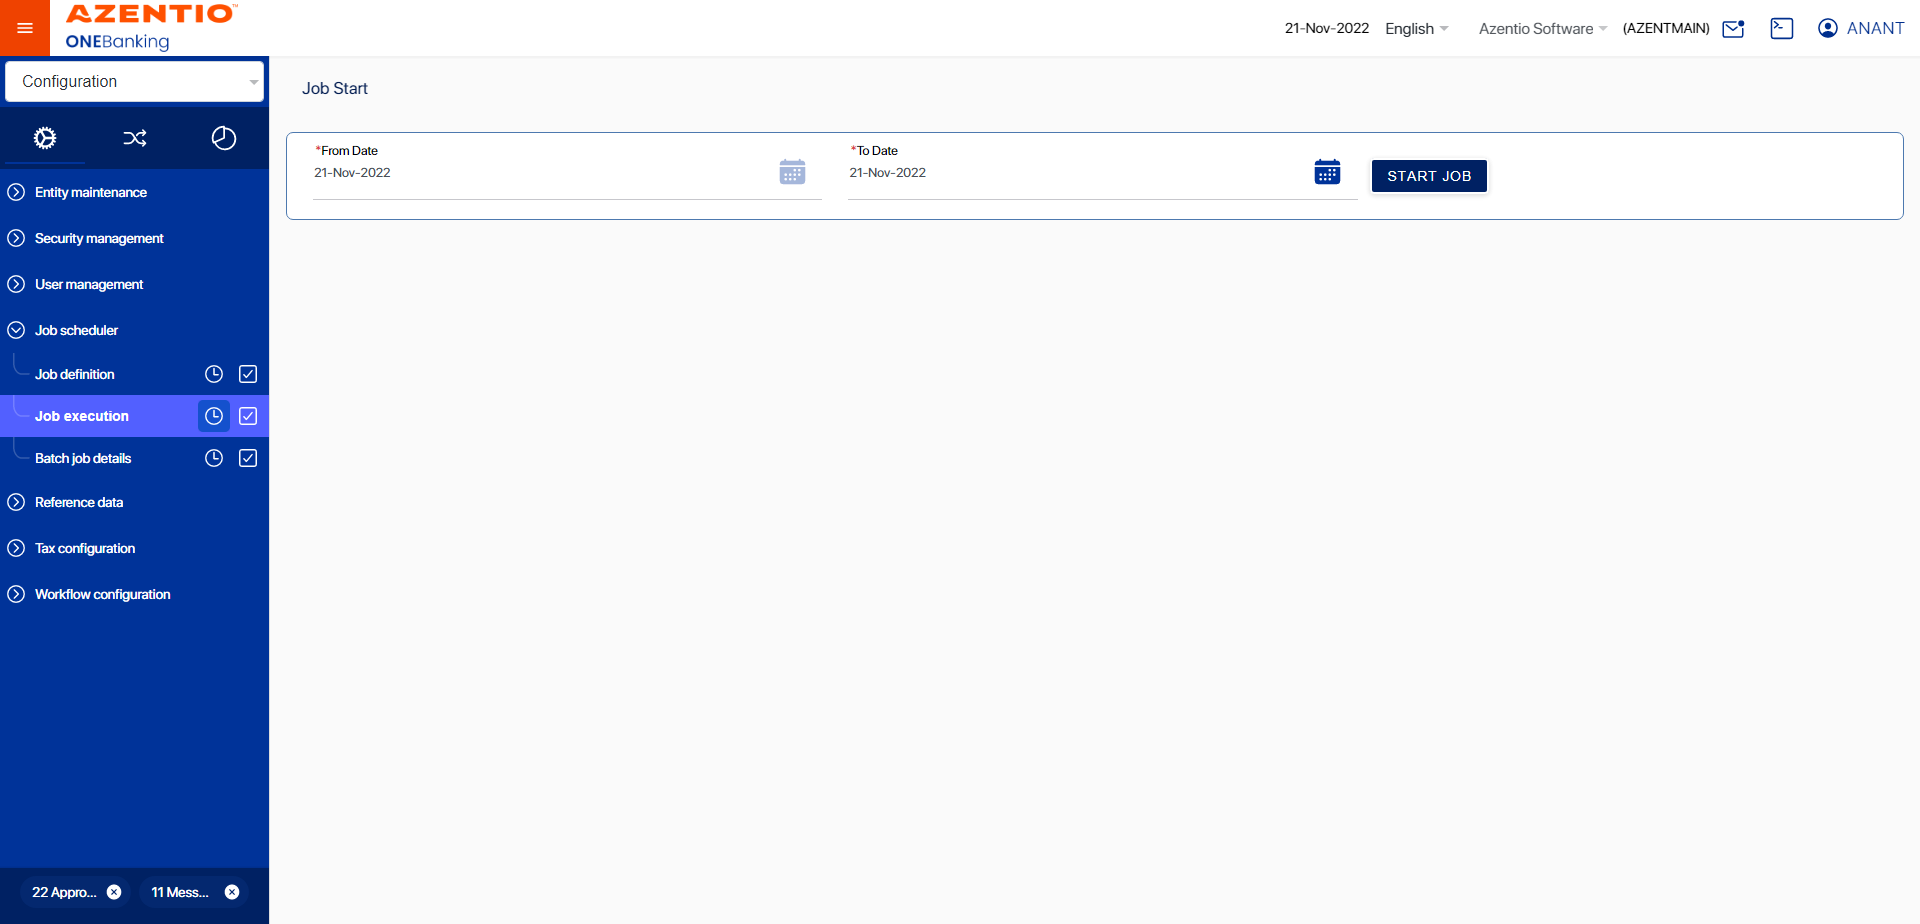 AZENTIO™
ONEBanking
21-Nov-2022 English Azentio Software (AZENTMAIN) ANANT
Configuration
Entity maintenance
Security management
User management
Job scheduler
Job definition
Job execution
Batch job details
Reference data
Tax configuration
Workflow configuration
22 Appro... 11 Mess...
Job Start
*From Date
21-Nov-2022
*To Date
21-Nov-2022
START JOB